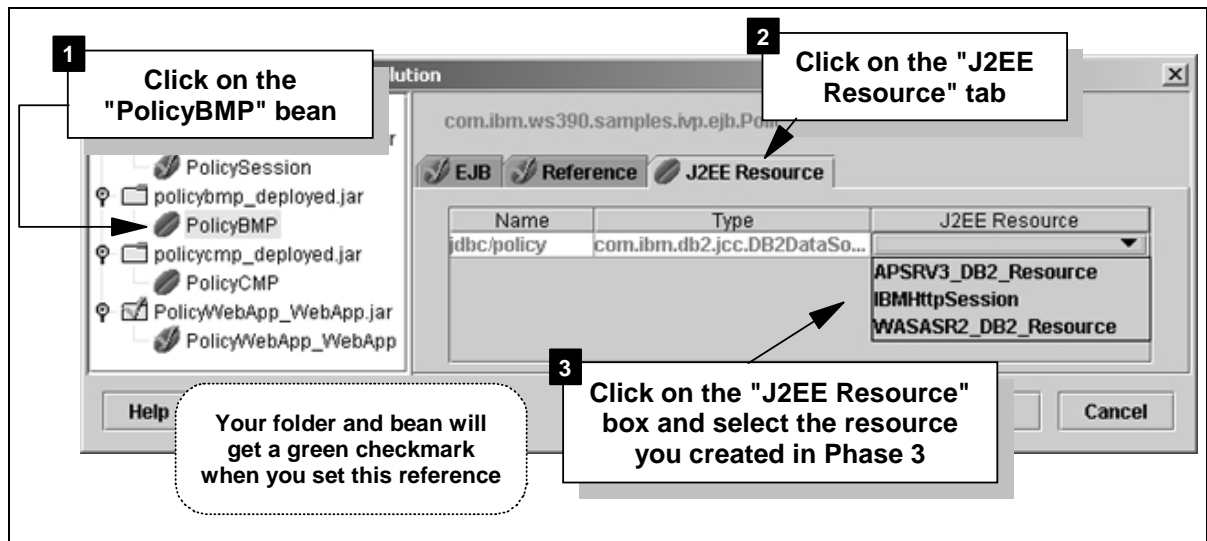 1
Click on the
"PolicyBMP" bean
2
Click on the "J2EE
Resource" tab
lution
com.ibm.ws390.samples.ivp.ejb.Polic
r
PolicySession
policybmp_deployed.jar
PolicyBMP
policycmp_deployed.jar
PolicyCMP
PolicyWebApp_WebApp.jar
PolicyWebApp_WebApp
EJB Reference J2EE Resource
Name Type J2EE Resource
jdbc/policy com.ibm.db2.jcc.DB2DataSo...
APSRV3_DB2_Resource
IBMHttpSession
WASASR2_DB2_Resource
3
Click on the "J2EE Resource"
box and select the resource
you created in Phase 3
Help
Your folder and bean will
get a green checkmark
when you set this reference
Cancel